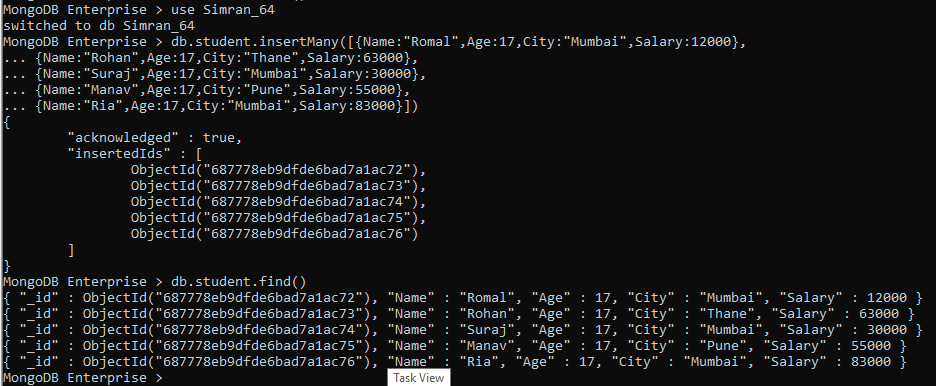 MongoDB Enterprise > use Simran_64
switched to db Simran_64
MongoDB Enterprise > db.student.insertMany([{Name:"Romal",Age:17,City:"Mumbai",Salary:12000},
... {Name:"Rohan",Age:17,City:"Thane",Salary:63000},
... {Name:"Suraj",Age:17,City:"Mumbai",Salary:30000},
... {Name:"Manav",Age:17,City:"Pune",Salary:55000},
... {Name:"Ria",Age:17,City:"Mumbai",Salary:83000}])
{
        "acknowledged" : true,
        "insertedIds" : [
                ObjectId("687778eb9dfde6bad7a1ac72"),
                ObjectId("687778eb9dfde6bad7a1ac73"),
                ObjectId("687778eb9dfde6bad7a1ac74"),
                ObjectId("687778eb9dfde6bad7a1ac75"),
                ObjectId("687778eb9dfde6bad7a1ac76")
        ]
}
MongoDB Enterprise > db.student.find()
{ "_id" : ObjectId("687778eb9dfde6bad7a1ac72"), "Name" : "Romal", "Age" : 17, "City" : "Mumbai", "Salary" : 12000 }
{ "_id" : ObjectId("687778eb9dfde6bad7a1ac73"), "Name" : "Rohan", "Age" : 17, "City" : "Thane", "Salary" : 63000 }
{ "_id" : ObjectId("687778eb9dfde6bad7a1ac74"), "Name" : "Suraj", "Age" : 17, "City" : "Mumbai", "Salary" : 30000 }
{ "_id" : ObjectId("687778eb9dfde6bad7a1ac75"), "Name" : "Manav", "Age" : 17, "City" : "Pune", "Salary" : 55000 }
{ "_id" : ObjectId("687778eb9dfde6bad7a1ac76"), "Name" : "Ria", "Age" : 17, "City" : "Mumbai", "Salary" : 83000 }
MongoDB Enterprise >
Task View